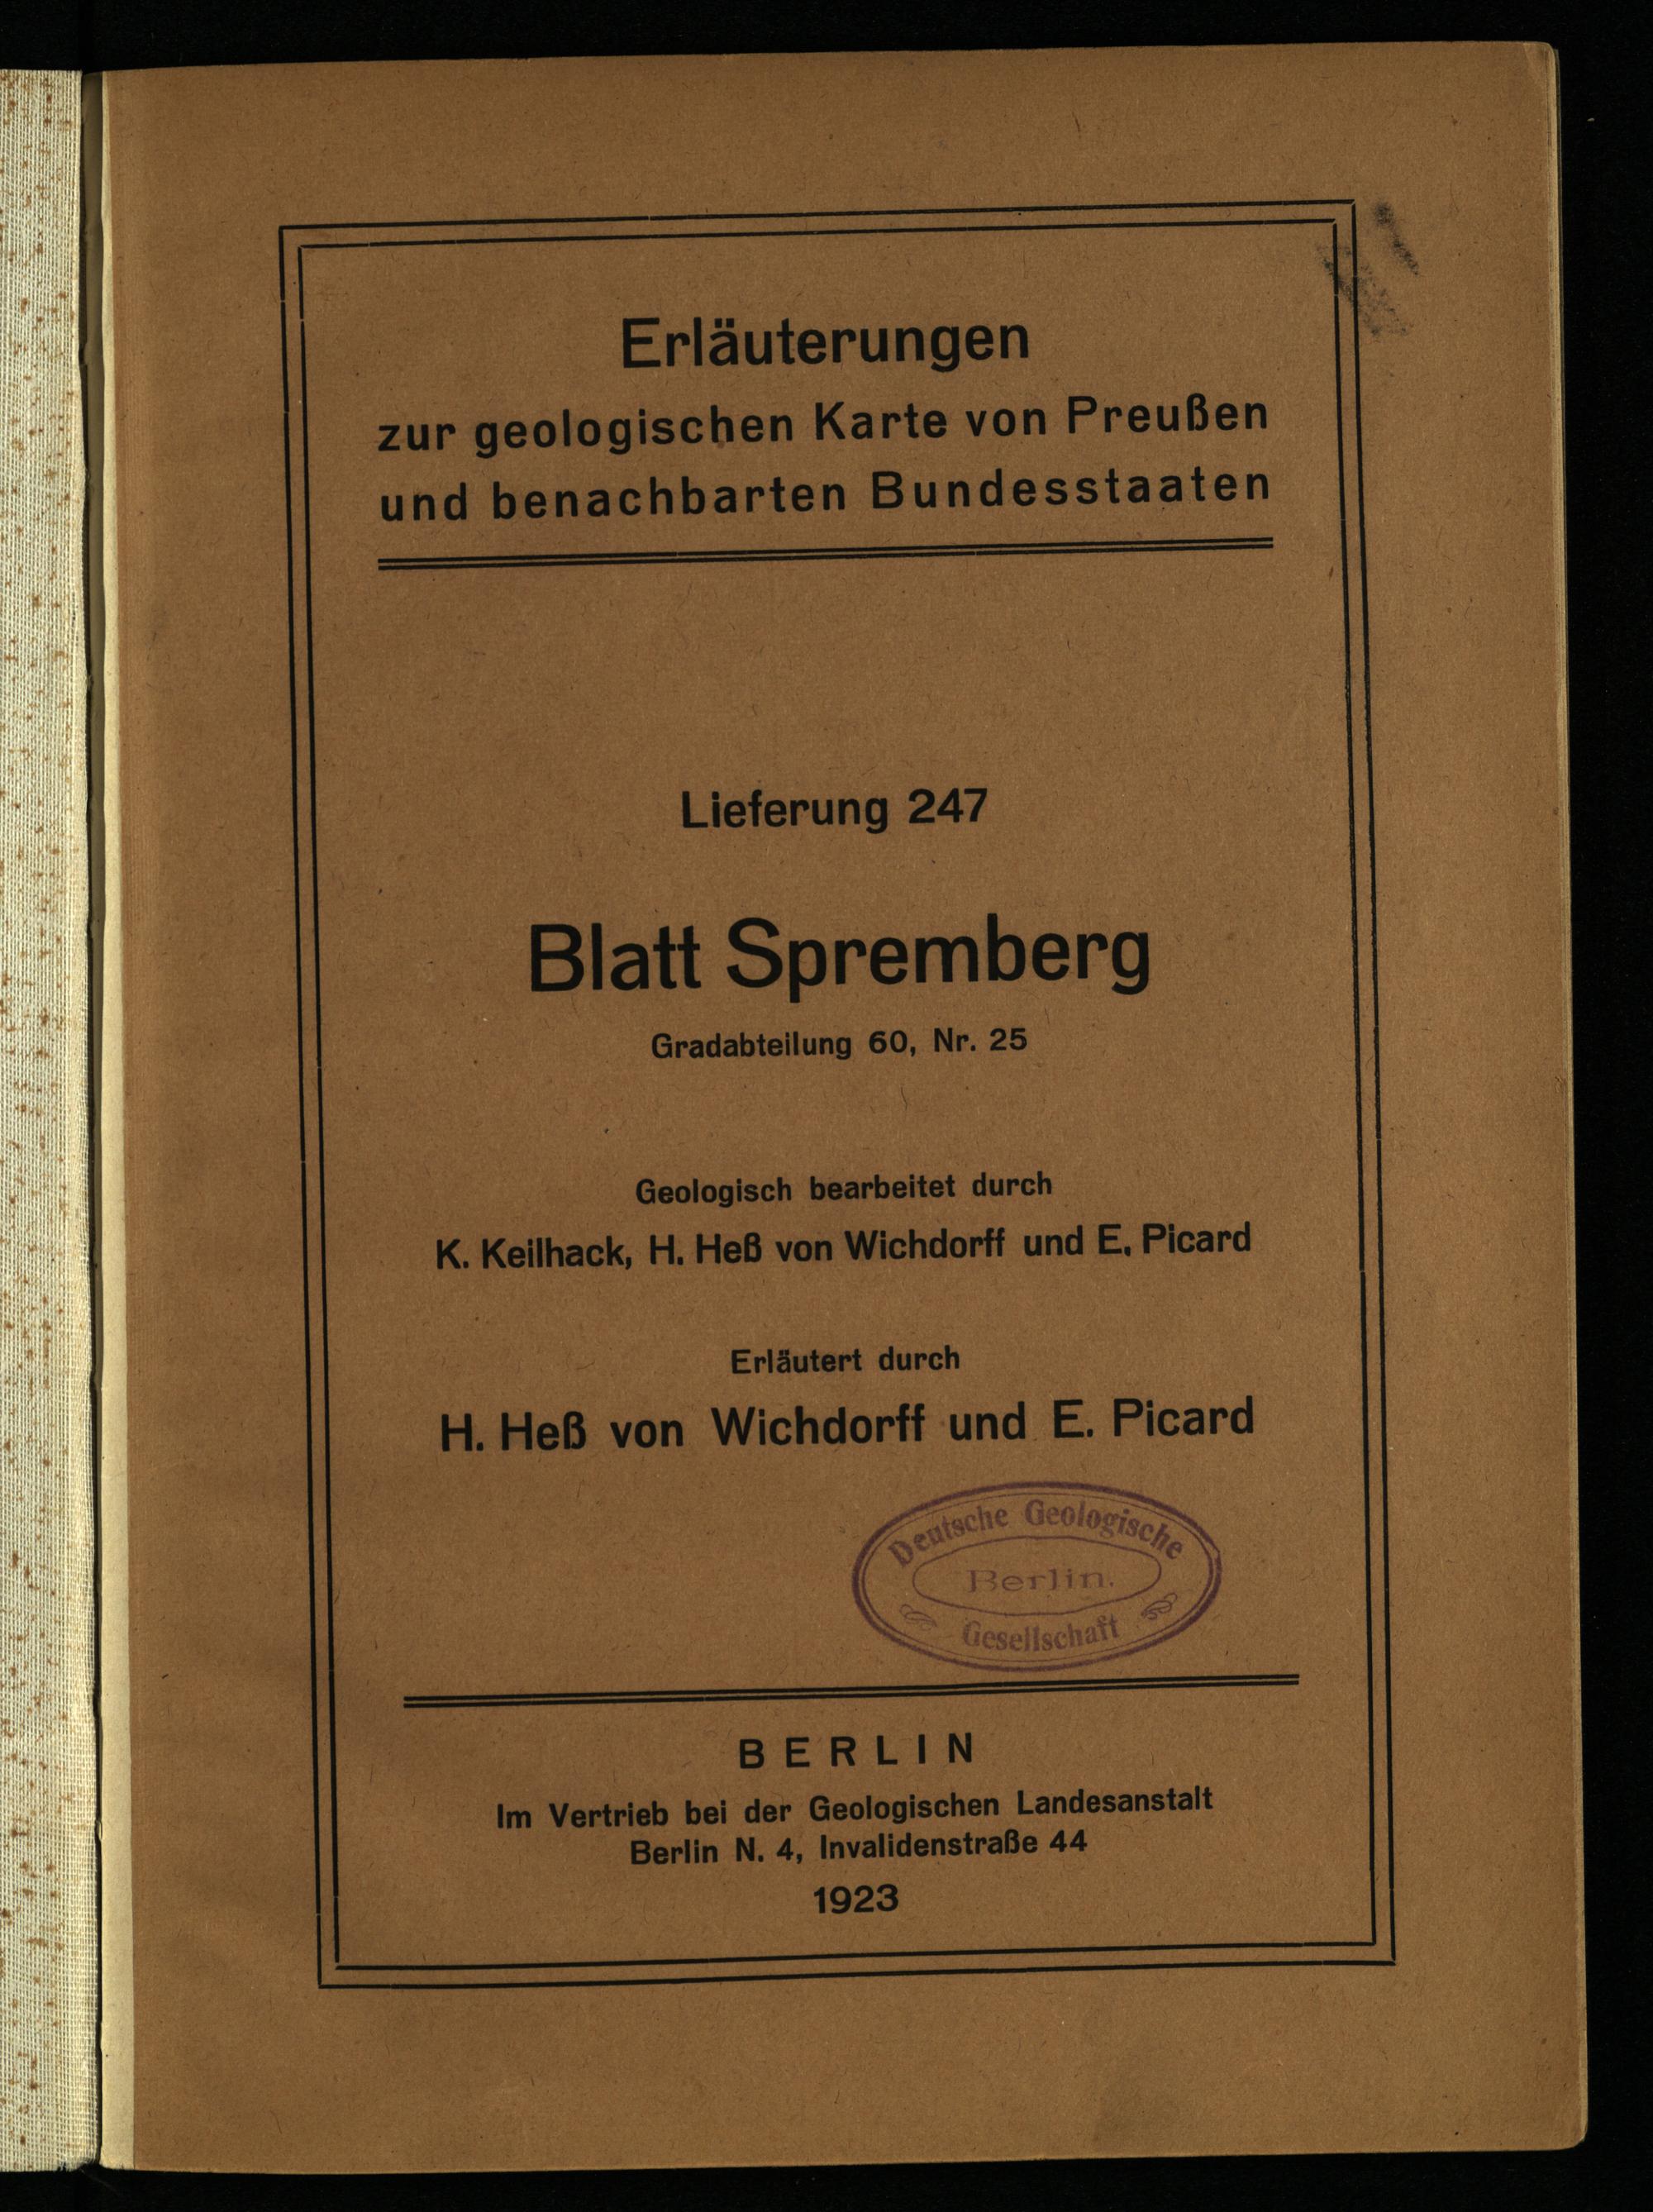 Erläuterungen
zur geologischen Karte von Preußen
und benachbarten Bundesstaaten
Lieferung 247
Blatt Spremberg
Gradabteilung 60, Nr. 25
Geologisch bearbeitet durch
K. Keilhack, H. Heß von Wichdorff und E. Picard
Erläutert durch
H. Heß von Wichdorff und E. Picard
Deutsche Geologische
Berlin.
Gesellschaft
BERLIN
Im Vertrieb bei der Geologischen Landesanstalt
Berlin N. 4, Invalidenstraße 44
1923